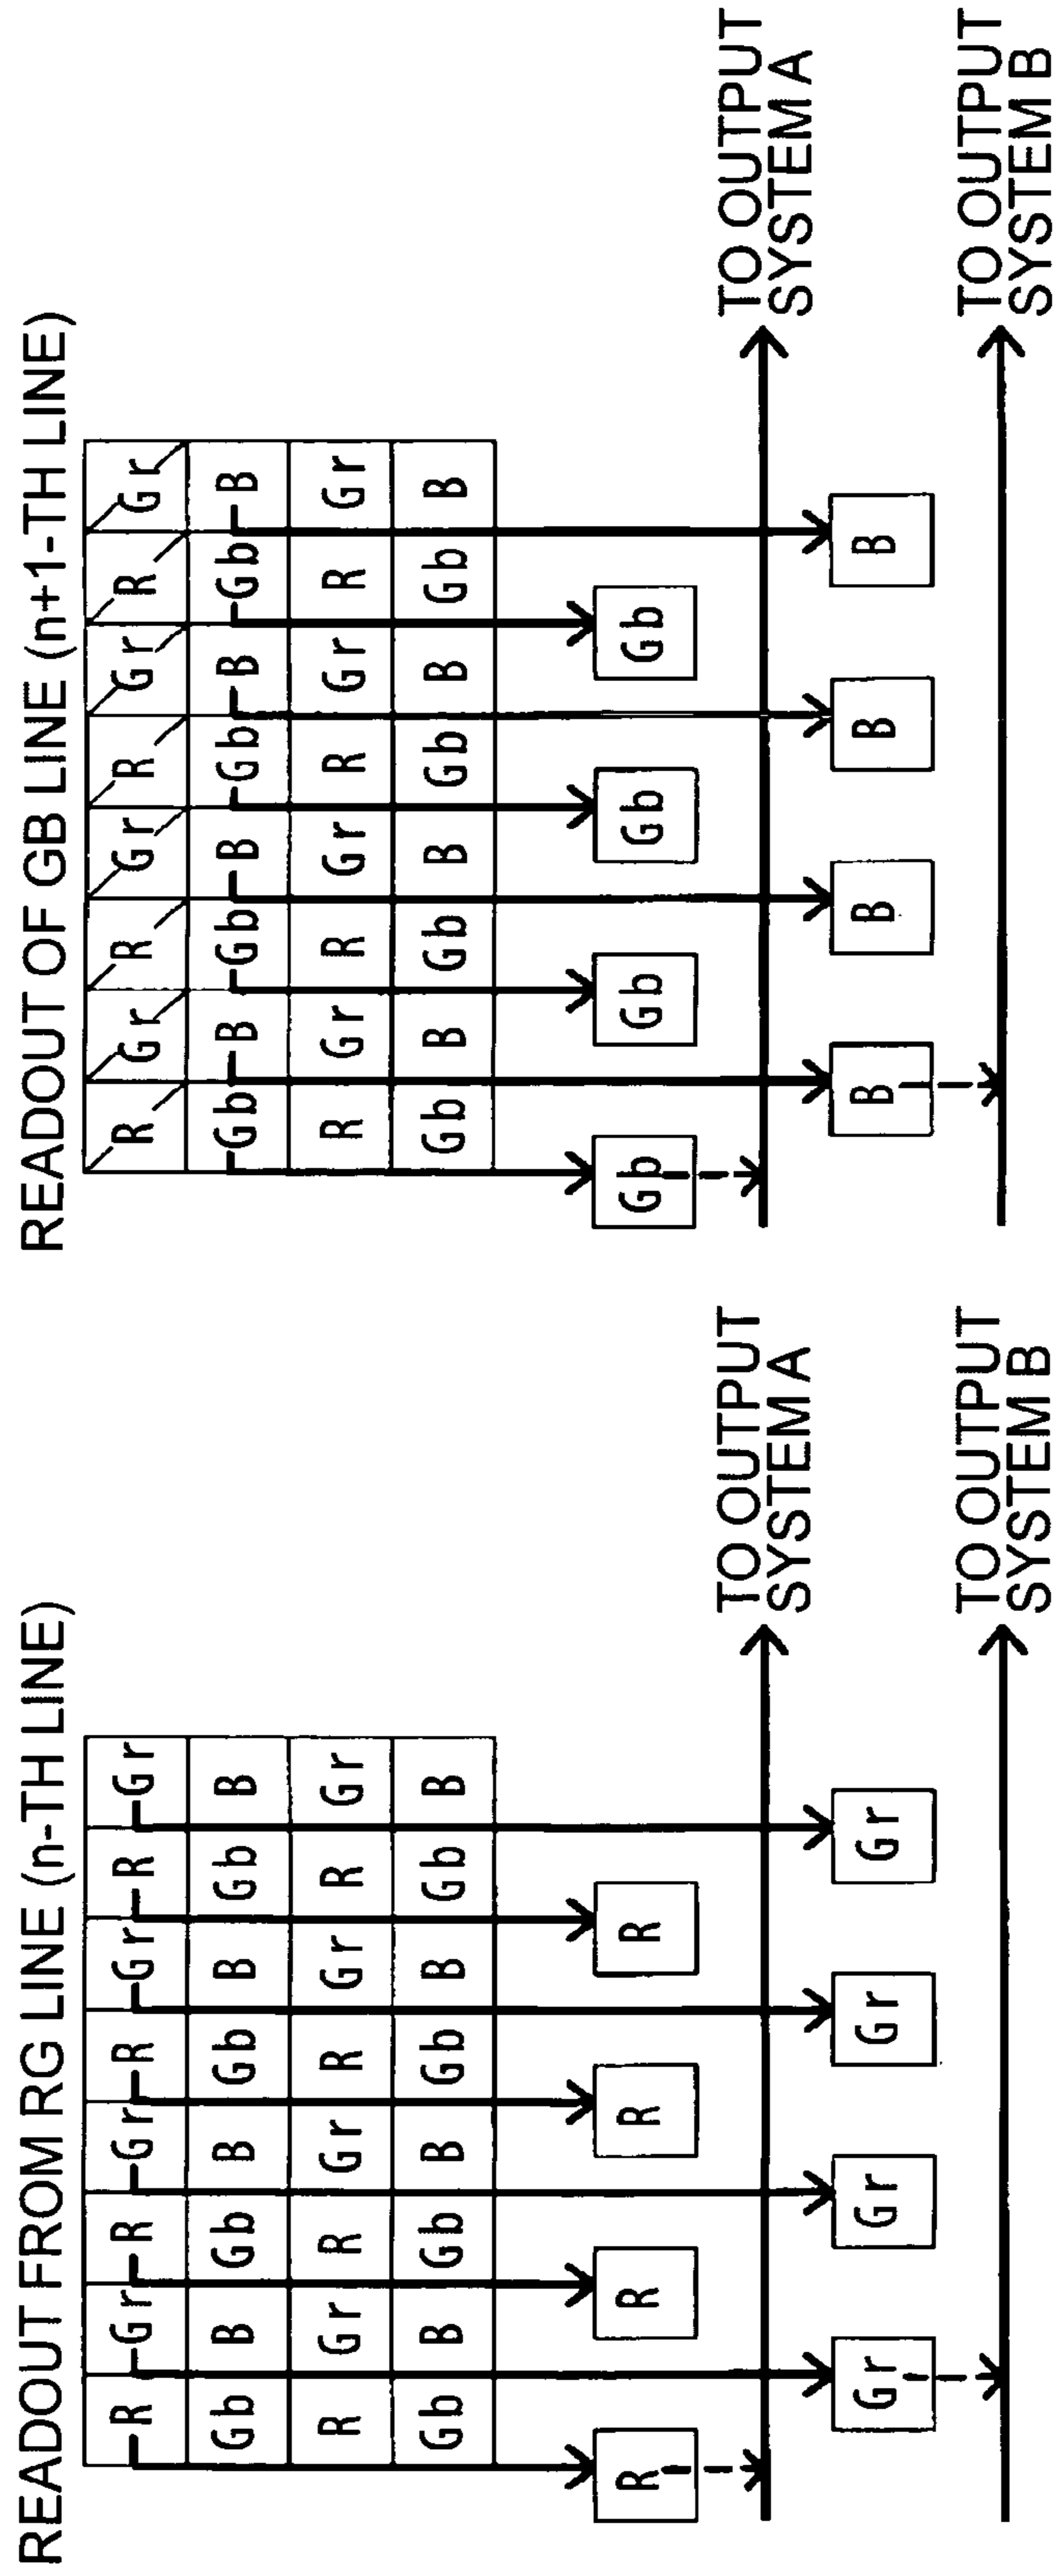 READOUT FROM RG LINE (n-TH LINE)
R Gr R Gr R Gr R Gr
Gb B Gb B Gb B Gb B
R Gr R Gr R Gr R Gr
Gb B Gb B Gb B Gb B
R R R R
TO OUTPUT
SYSTEM A
Gr Gr Gr Gr
TO OUTPUT
SYSTEM B
READOUT OF GB LINE (n+1-TH LINE)
R Gr R Gr R Gr R Gr
Gb B Gb B Gb B Gb B
R Gr R Gr R Gr R Gr
Gb B Gb B Gb B Gb B
Gb Gb Gb Gb
TO OUTPUT
SYSTEM A
B B B B
TO OUTPUT
SYSTEM B